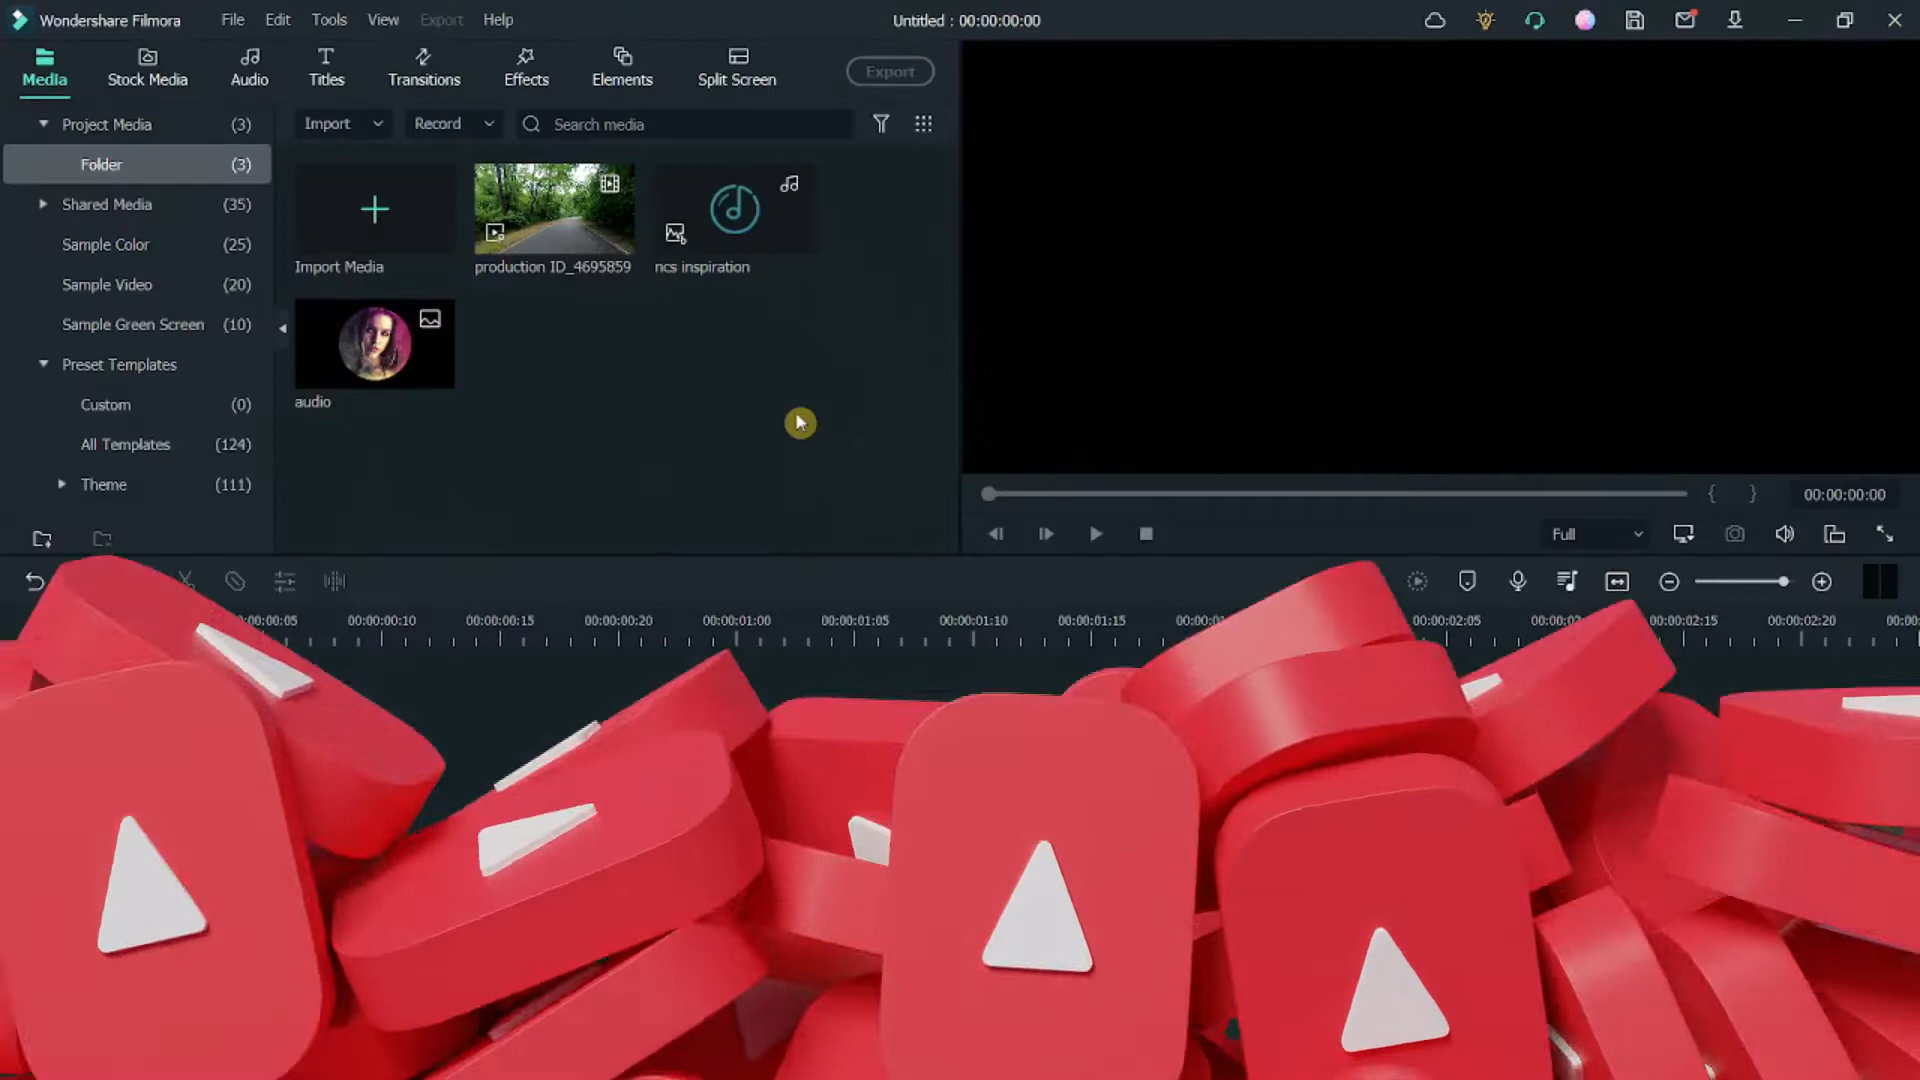 Wondershare Filmora File Edit Tools View Export Help Untitled : 00:00:00:00
Media Stock Media Audio Titles Transitions Effects Elements Split Screen Export
Project Media (3)
Folder (3)
Shared Media (35)
Sample Color (25)
Sample Video (20)
Sample Green Screen (10)
Preset Templates
Custom (0)
All Templates (124)
Theme (111)
Import Record Search media
Import Media production ID_4695859 ncs inspiration
audio
00:00:00:00
Full
00:00:00:10 00:00:00:15 00:00:00:20 00:00:01:00 00:00:01:05 00:00:01:10 00:00:01:15 00:00:02:05 00:00:02:15 00:00:02:20